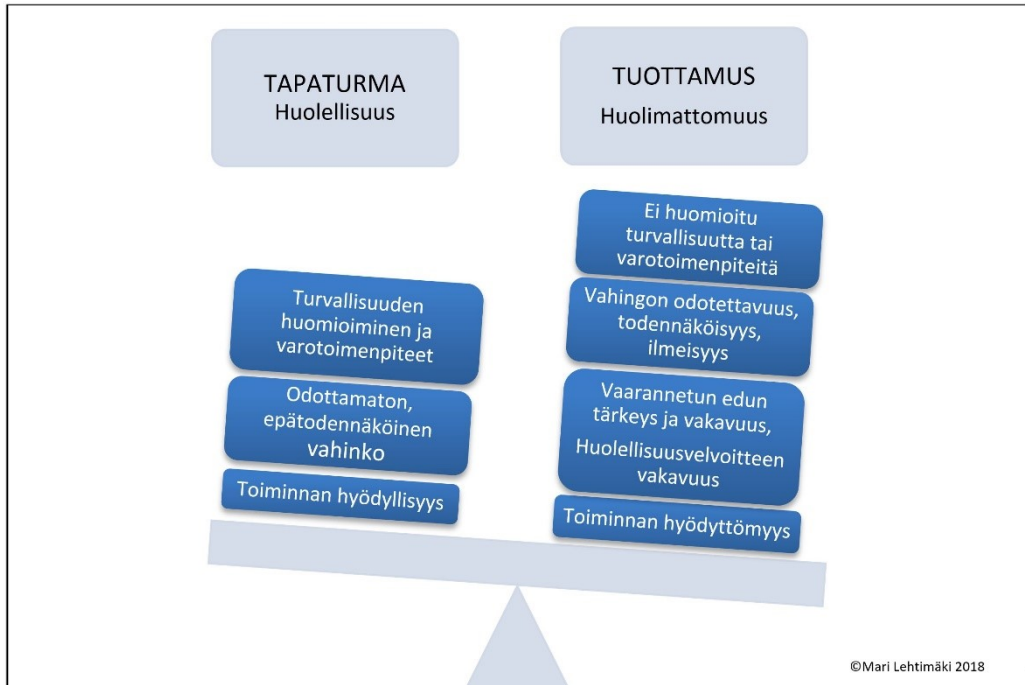 TAPATURMA
Huolellisuus
TUOTTAMUS
Huolimattomuus
Turvallisuuden
huomioiminen ja
varotoimenpiteet
Odottamaton,
epätodennäköinen
vahinko
Toiminnan hyödyllisyys
Ei huomioitu
turvallisuutta tai
varotoimenpiteitä
Vahingon odotettavuus,
todennäköisyys,
ilmeisyys
Vaarannetun edun
tärkeys ja vakavuus,
Huolellisuusvelvoitteen
vakavuus
Toiminnan hyödyttömyys
©Mari Lehtimäki 2018